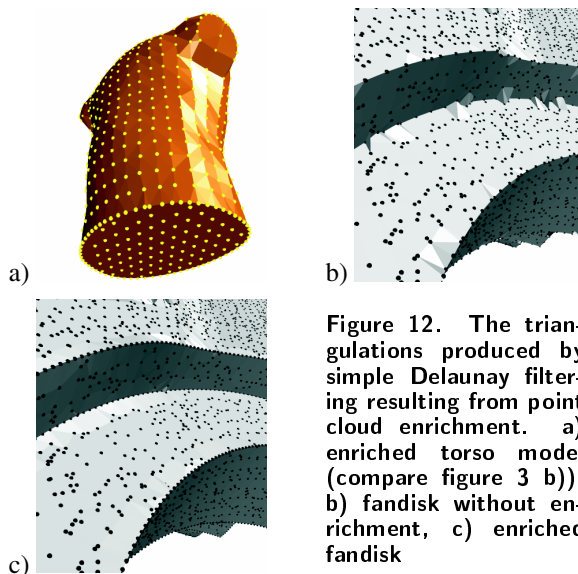 a)
b)
c)
Figure 12. The trian-
gulations produced by
simple Delaunay filter-
ing resulting from point
cloud enrichment. a)
enriched torso model
(compare figure 3 b))
b) fandisk without en-
richment, c) enriched
fandisk